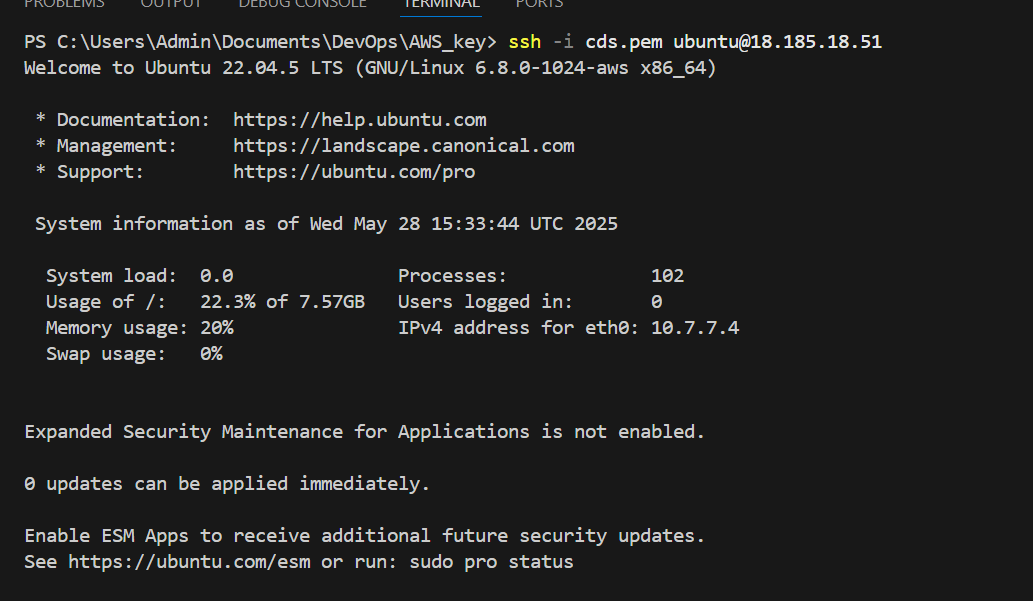 PROBLEMS OUTPUT DEBUG CONSOLE TERMINAL PORTS
PS C:\Users\Admin\Documents\DevOps\AWS_key> ssh -i cds.pem ubuntu@18.185.18.51
Welcome to Ubuntu 22.04.5 LTS (GNU/Linux 6.8.0-1024-aws x86_64)
* Documentation: https://help.ubuntu.com
* Management: https://landscape.canonical.com
* Support: https://ubuntu.com/pro
System information as of Wed May 28 15:33:44 UTC 2025
System load: 0.0 Processes: 102
Usage of /: 22.3% of 7.57GB Users logged in: 0
Memory usage: 20% IPv4 address for eth0: 10.7.7.4
Swap usage: 0%
Expanded Security Maintenance for Applications is not enabled.
0 updates can be applied immediately.
Enable ESM Apps to receive additional future security updates.
See https://ubuntu.com/esm or run: sudo pro status